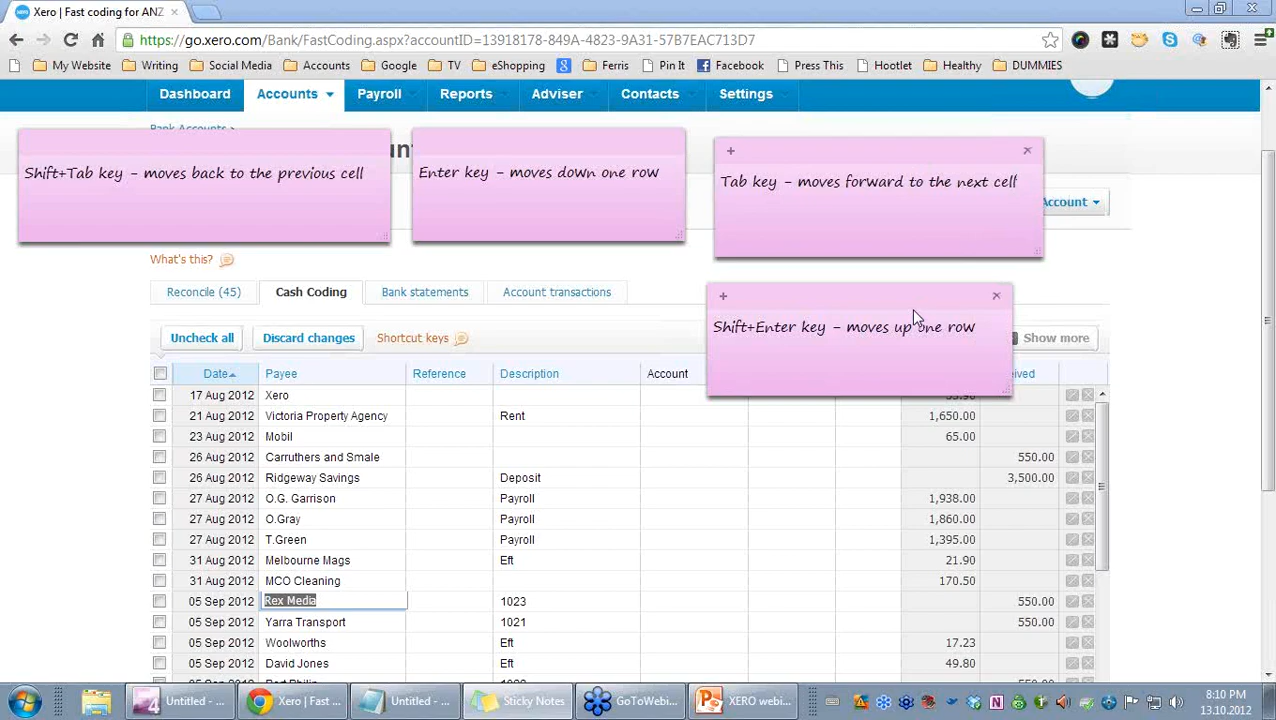 Xero | Fast coding for ANZ
https://go.xero.com/Bank/FastCoding.aspx?accountID=13918178-849A-4823-9A31-57B7EAC713D7
My Website Writing Social Media Accounts Google TV eShopping Ferris Pin It Facebook Press This Hootlet Healthy DUMMIES
Dashboard Accounts Payroll Reports Adviser Contacts Settings
Bank Accounts >
Shift+Tab key - moves back to the previous cell
Enter key - moves down one row
Tab key - moves forward to the next cell
Account
What's this?
Reconcile (45) Cash Coding Bank statements Account transactions
Shift+Enter key - moves up one row
Uncheck all Discard changes Shortcut keys Show more
Date Payee Reference Description Account
17 Aug 2012 Xero
21 Aug 2012 Victoria Property Agency Rent 1,650.00
23 Aug 2012 Mobil 65.00
26 Aug 2012 Carruthers and Smale 550.00
26 Aug 2012 Ridgeway Savings Deposit 3,500.00
27 Aug 2012 O.G. Garrison Payroll 1,938.00
27 Aug 2012 O.Gray Payroll 1,860.00
27 Aug 2012 T.Green Payroll 1,395.00
31 Aug 2012 Melbourne Mags Eft 21.90
31 Aug 2012 MCO Cleaning 170.50
05 Sep 2012 Rex Media 1023 550.00
05 Sep 2012 Yarra Transport 1021 550.00
05 Sep 2012 Woolworths Eft 17.23
05 Sep 2012 David Jones Eft 49.80
Untitled - ... Xero | Fast ... Untitled - ... Sticky Notes GoToWebi... XERO webi... 8:10 PM
13.10.2012